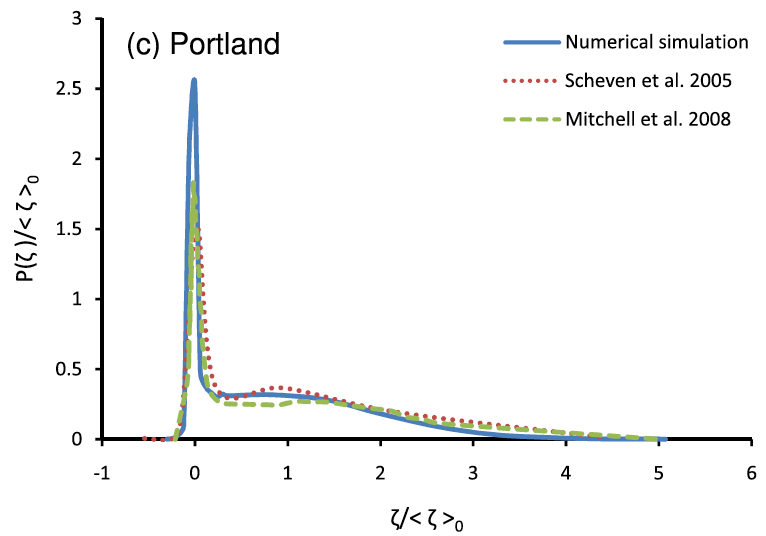 (c) Portland
Numerical simulation
Scheven et al. 2005
Mitchell et al. 2008
P(ζ)/< ζ >0
3
2.5
2
1.5
1
0.5
0
-1 0 1 2 3 4 5 6
ζ/< ζ >0